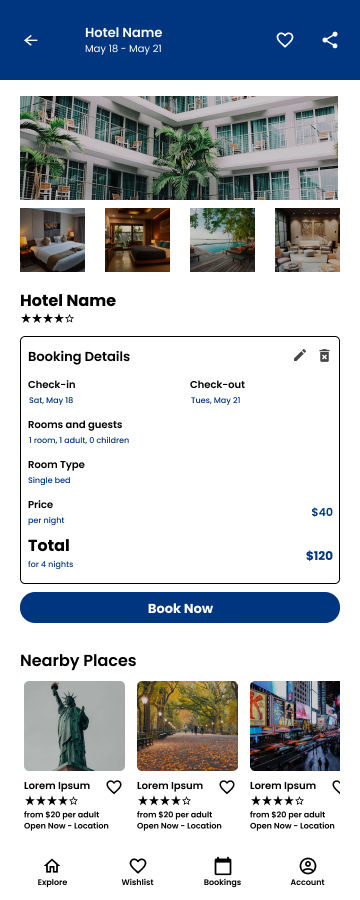 Hotel Name
May 18 - May 21
Hotel Name
Booking Details
Check-in
Check-out
Sat, May 18
Tues, May 21
Rooms and guests
1 room, 1 adult, 0 children
Room Type
Single bed
Price
per night
$40
Total
for 4 nights
$120
Book Now
Nearby Places
Lorem Ipsum
from $20 per adult
Open Now - Location
Lorem Ipsum
from $20 per adult
Open Now - Location
Lorem Ipsum
from $20 per adult
Open Now - Location
Explore
Wishlist
Bookings
Account